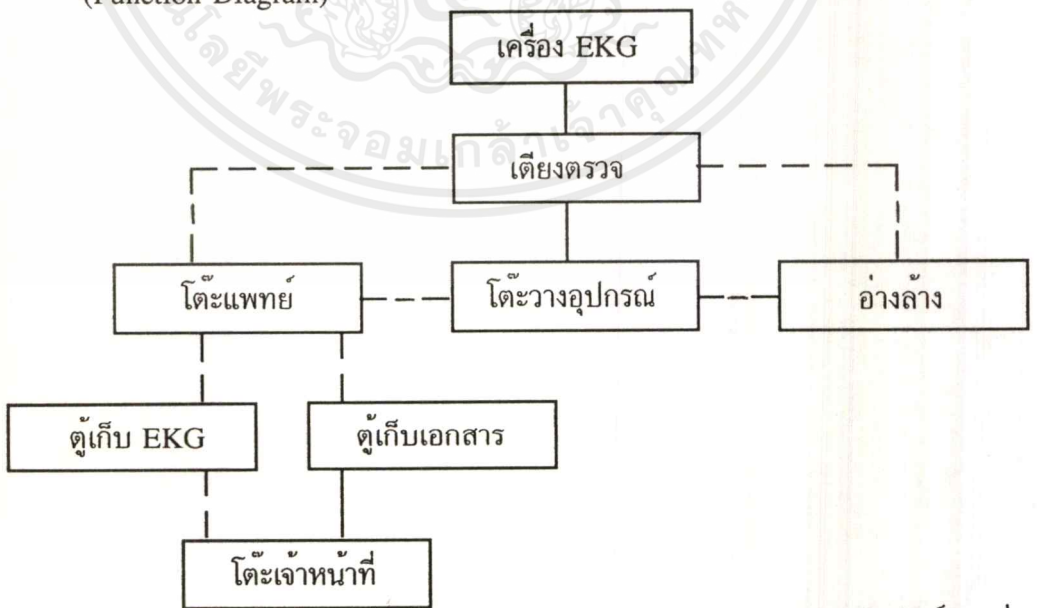 (Function Diagram)
เครื่อง EKG
เตียงตรวจ
โต๊ะแพทย์
โต๊ะวางอุปกรณ์
อ่างล้าง
ตู้เก็บ EKG
ตู้เก็บเอกสาร
โต๊ะเจ้าหน้าที่